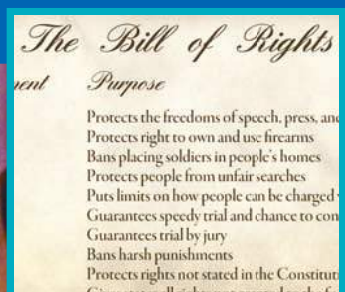 The Bill of Rights
Purpose
Protects the freedoms of speech, press, and
Protects right to own and use firearms
Bans placing soldiers in people's homes
Protects people from unfair searches
Puts limits on how people can be charged
Guarantees speedy trial and chance to con
Guarantees trial by jury
Bans harsh punishments
Protects rights not stated in the Constituti